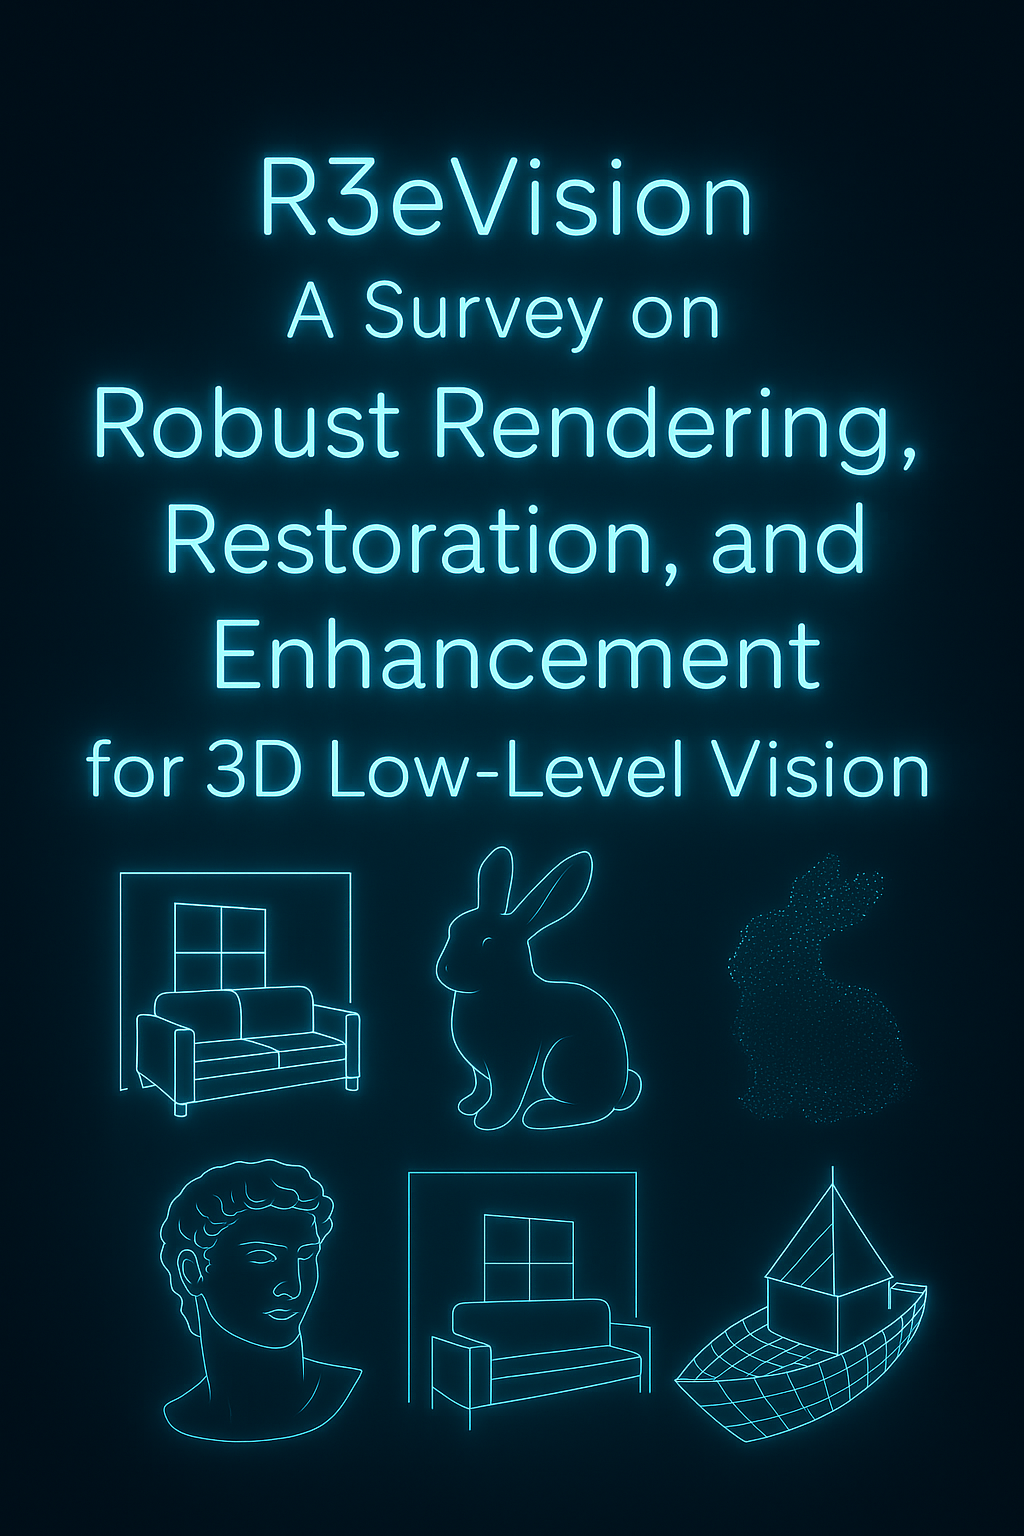 R3eVision
A Survey on
Robust Rendering,
Restoration, and
Enhancement
for 3D Low-Level Vision